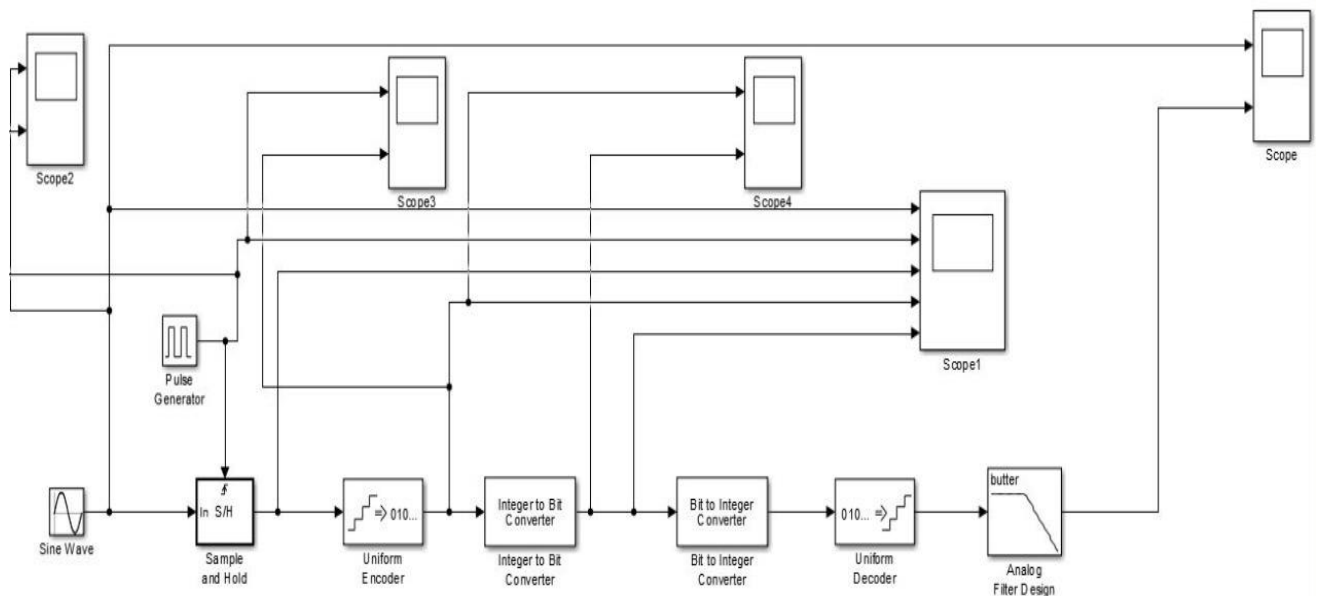 Scope2
Scope3
Scope4
Scope
Scope1
Pulse
Generator
Sine Wave
In S/H
Sample
and Hold
010...
Uniform
Encoder
Integer to Bit
Converter
Integer to Bit
Converter
Bit to Integer
Converter
Bit to Integer
Converter
010...
Uniform
Decoder
butter
Analog
Filter Design